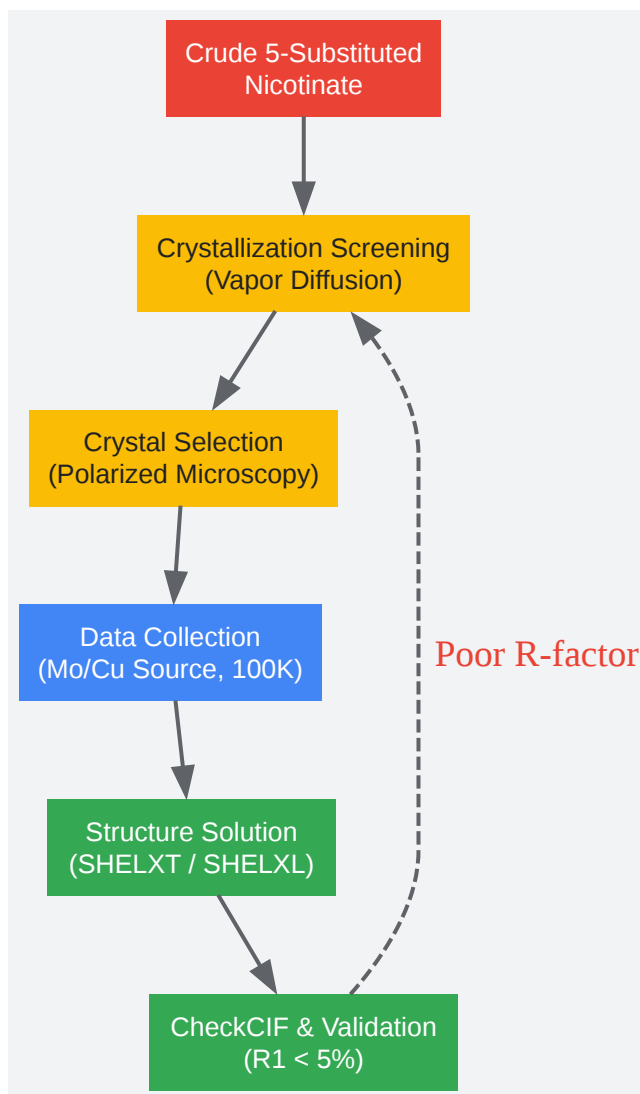 Crude 5-Substituted
Nicotinate
Crystallization Screening
(Vapor Diffusion)
Crystal Selection
(Polarized Microscopy)
Data Collection
(Mo/Cu Source, 100K)
Poor R-factor
Structure Solution
(SHELXT / SHELXL)
CheckCIF & Validation
(R1 < 5%)